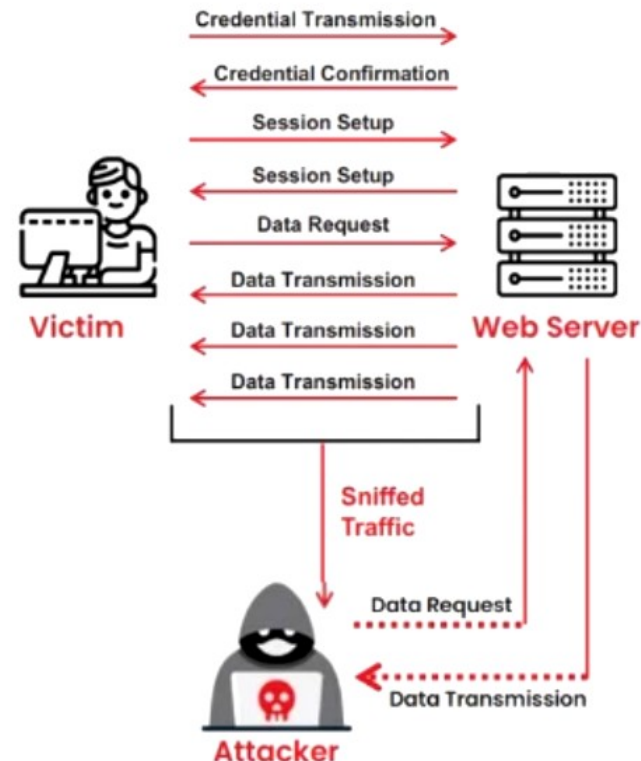 Credential Transmission
Credential Confirmation
Session Setup
Session Setup
Data Request
Data Transmission
Data Transmission
Data Transmission
Victim
Web Server
Sniffed
Traffic
Data Request
Data Transmission
Attacker